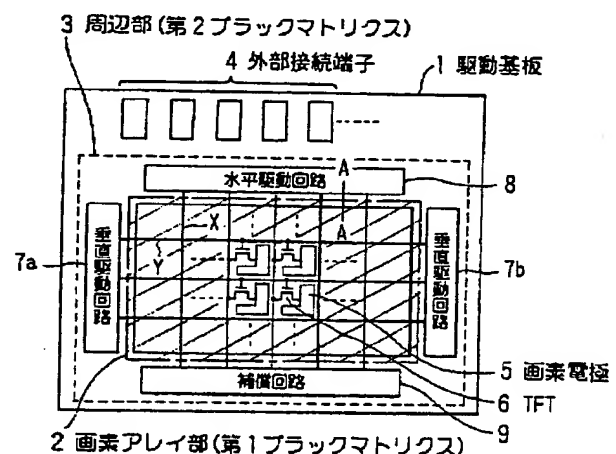 3 周辺部(第2ブラックマトリクス)
4 外部接続端子
1 駆動基板
水平駆動回路
A
8
X
A
Y
垂直駆動回路
7a
垂直駆動回路
7b
5 画素電極
6 TFT
補償回路
9
2 画素アレイ部(第1ブラックマトリクス)